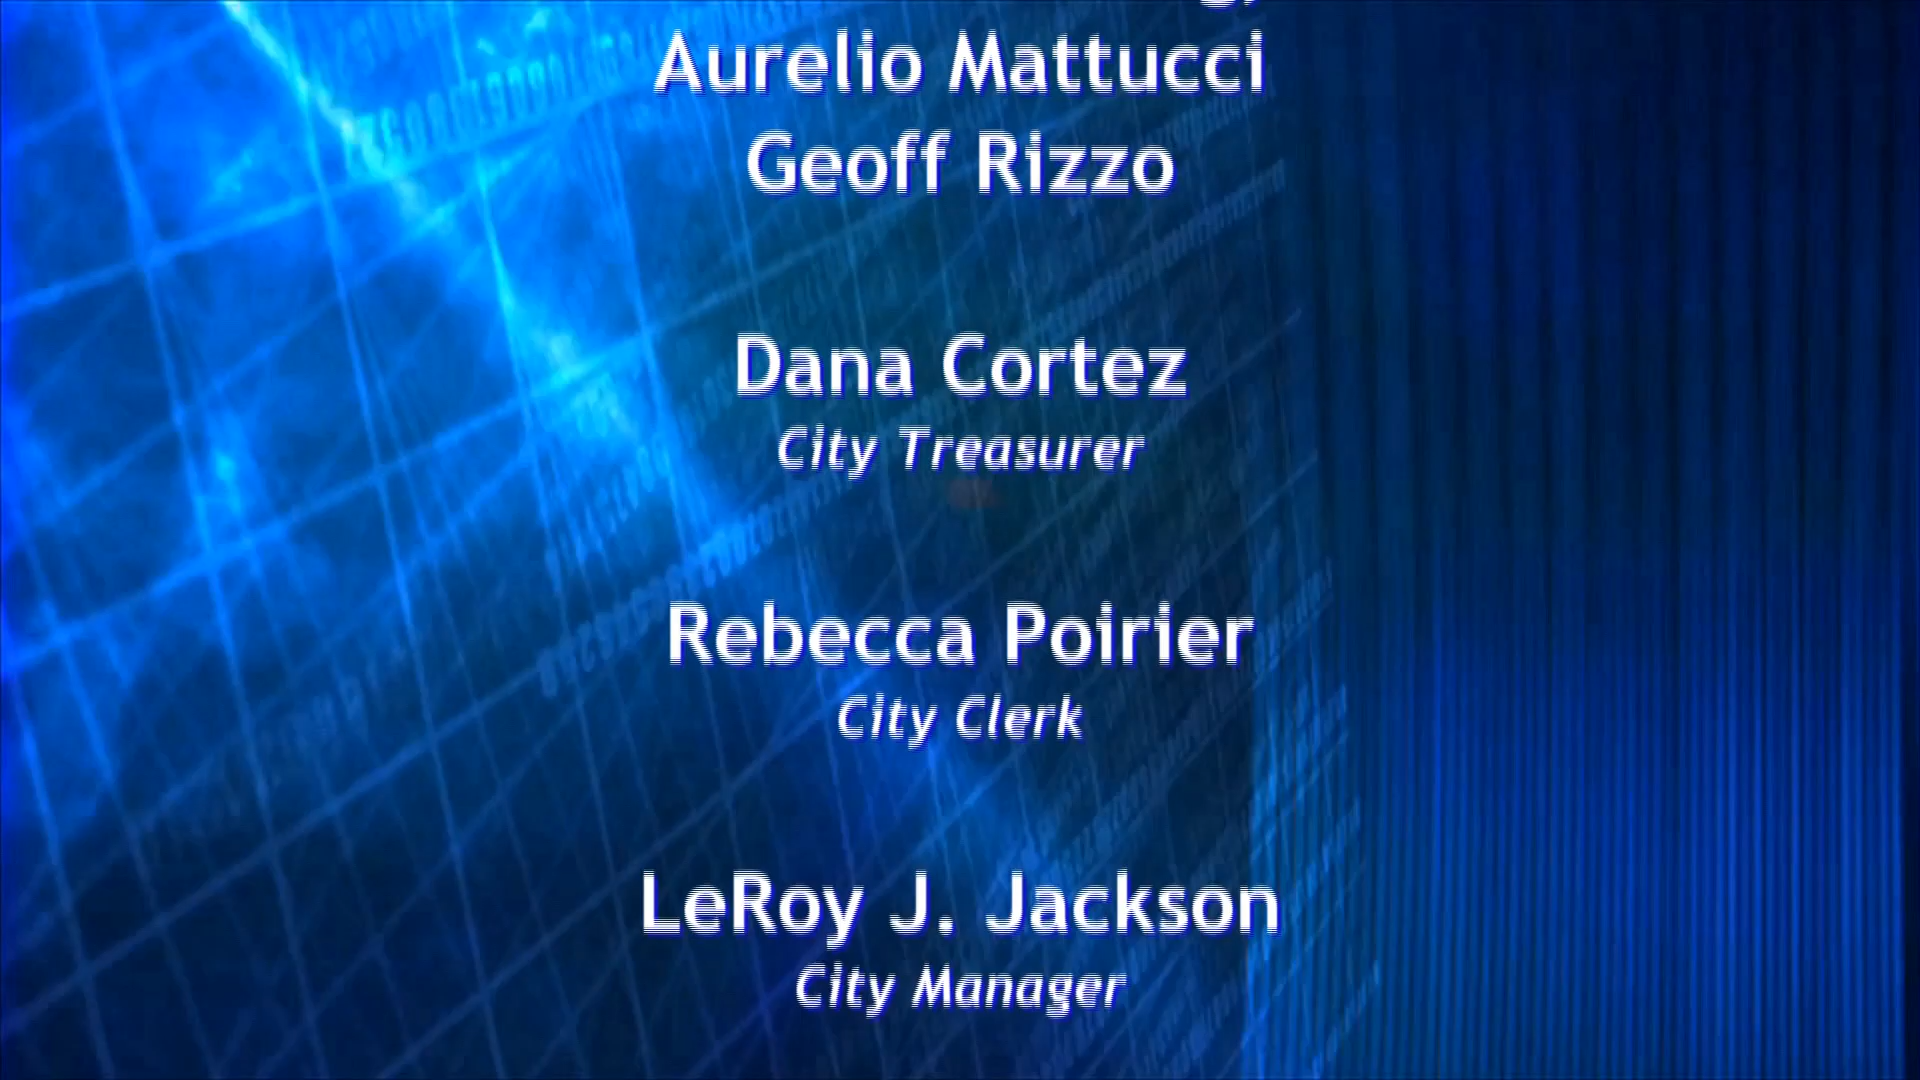 Aurelio Mattucci
Geoff Rizzo
Dana Cortez
City Treasurer
Rebecca Poirier
City Clerk
LeRoy J. Jackson
City Manager